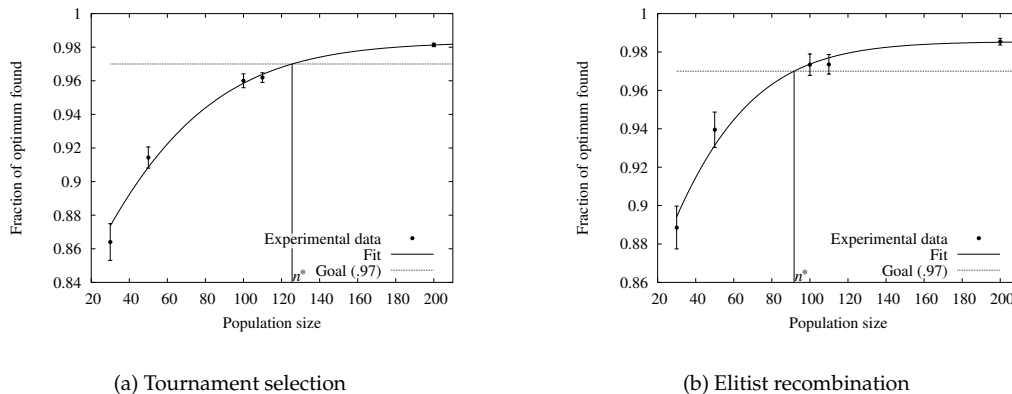 1
0.98
0.96
0.94
0.92
0.9
0.88
0.86
0.84
Fraction of optimum found
20 40 60 80 100 120 140 160 180 200
Population size
Experimental data
Fit
Goal (.97)
n*
(a) Tournament selection
1
0.98
0.96
0.94
0.92
0.9
0.88
0.86
Fraction of optimum found
20 40 60 80 100 120 140 160 180 200
Population size
Experimental data
Fit
Goal (.97)
n*
(b) Elitist recombination